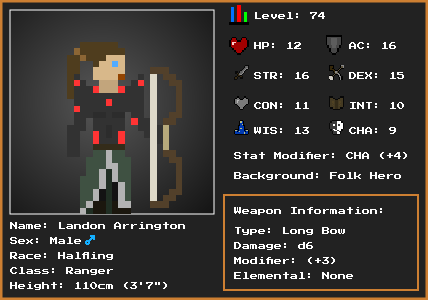 Level: 74
HP: 12
AC: 16
STR: 16
DEX: 15
CON: 11
INT: 10
WIS: 13
CHA: 9
Stat Modifier: CHA (+4)
Background: Folk Hero
Weapon Information:
Type: Long Bow
Damage: d6
Modifier: (+3)
Elemental: None
Name: Landon Arrington
Sex: Male
Race: Halfling
Class: Ranger
Height: 110cm (3'7")